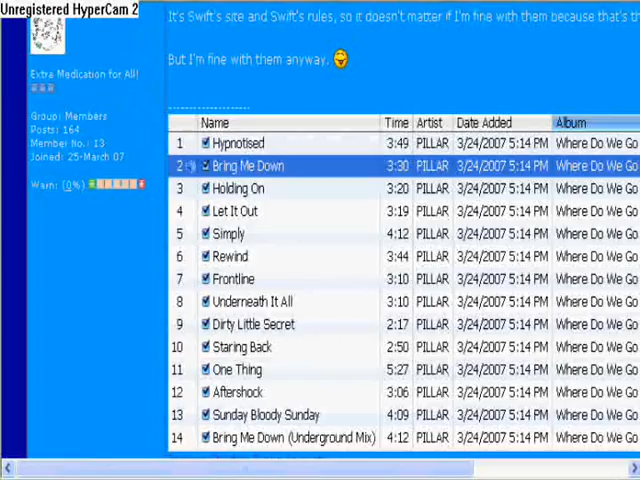 Unregistered HyperCam 2
It's Swift's site and Swift's rules, so it doesn't matter if I'm fine with them because that's th
But I'm fine with them anyway.
Extra Medication for All!
Group: Members
Posts: 164
Member No.: 13
Joined: 25-March 07
Warn: (0%)
--------------------
Name Time Artist Date Added Album
1 Hypnotised 3:49 PILLAR 3/24/2007 5:14 PM Where Do We Go
2 Bring Me Down 3:30 PILLAR 3/24/2007 5:14 PM Where Do We Go
3 Holding On 3:20 PILLAR 3/24/2007 5:14 PM Where Do We Go
4 Let It Out 3:19 PILLAR 3/24/2007 5:14 PM Where Do We Go
5 Simply 4:12 PILLAR 3/24/2007 5:14 PM Where Do We Go
6 Rewind 3:44 PILLAR 3/24/2007 5:14 PM Where Do We Go
7 Frontline 3:10 PILLAR 3/24/2007 5:14 PM Where Do We Go
8 Underneath It All 3:10 PILLAR 3/24/2007 5:14 PM Where Do We Go
9 Dirty Little Secret 2:17 PILLAR 3/24/2007 5:14 PM Where Do We Go
10 Staring Back 2:50 PILLAR 3/24/2007 5:14 PM Where Do We Go
11 One Thing 5:27 PILLAR 3/24/2007 5:14 PM Where Do We Go
12 Aftershock 3:06 PILLAR 3/24/2007 5:14 PM Where Do We Go
13 Sunday Bloody Sunday 4:09 PILLAR 3/24/2007 5:14 PM Where Do We Go
14 Bring Me Down (Underground Mix) 4:12 PILLAR 3/24/2007 5:14 PM Where Do We Go